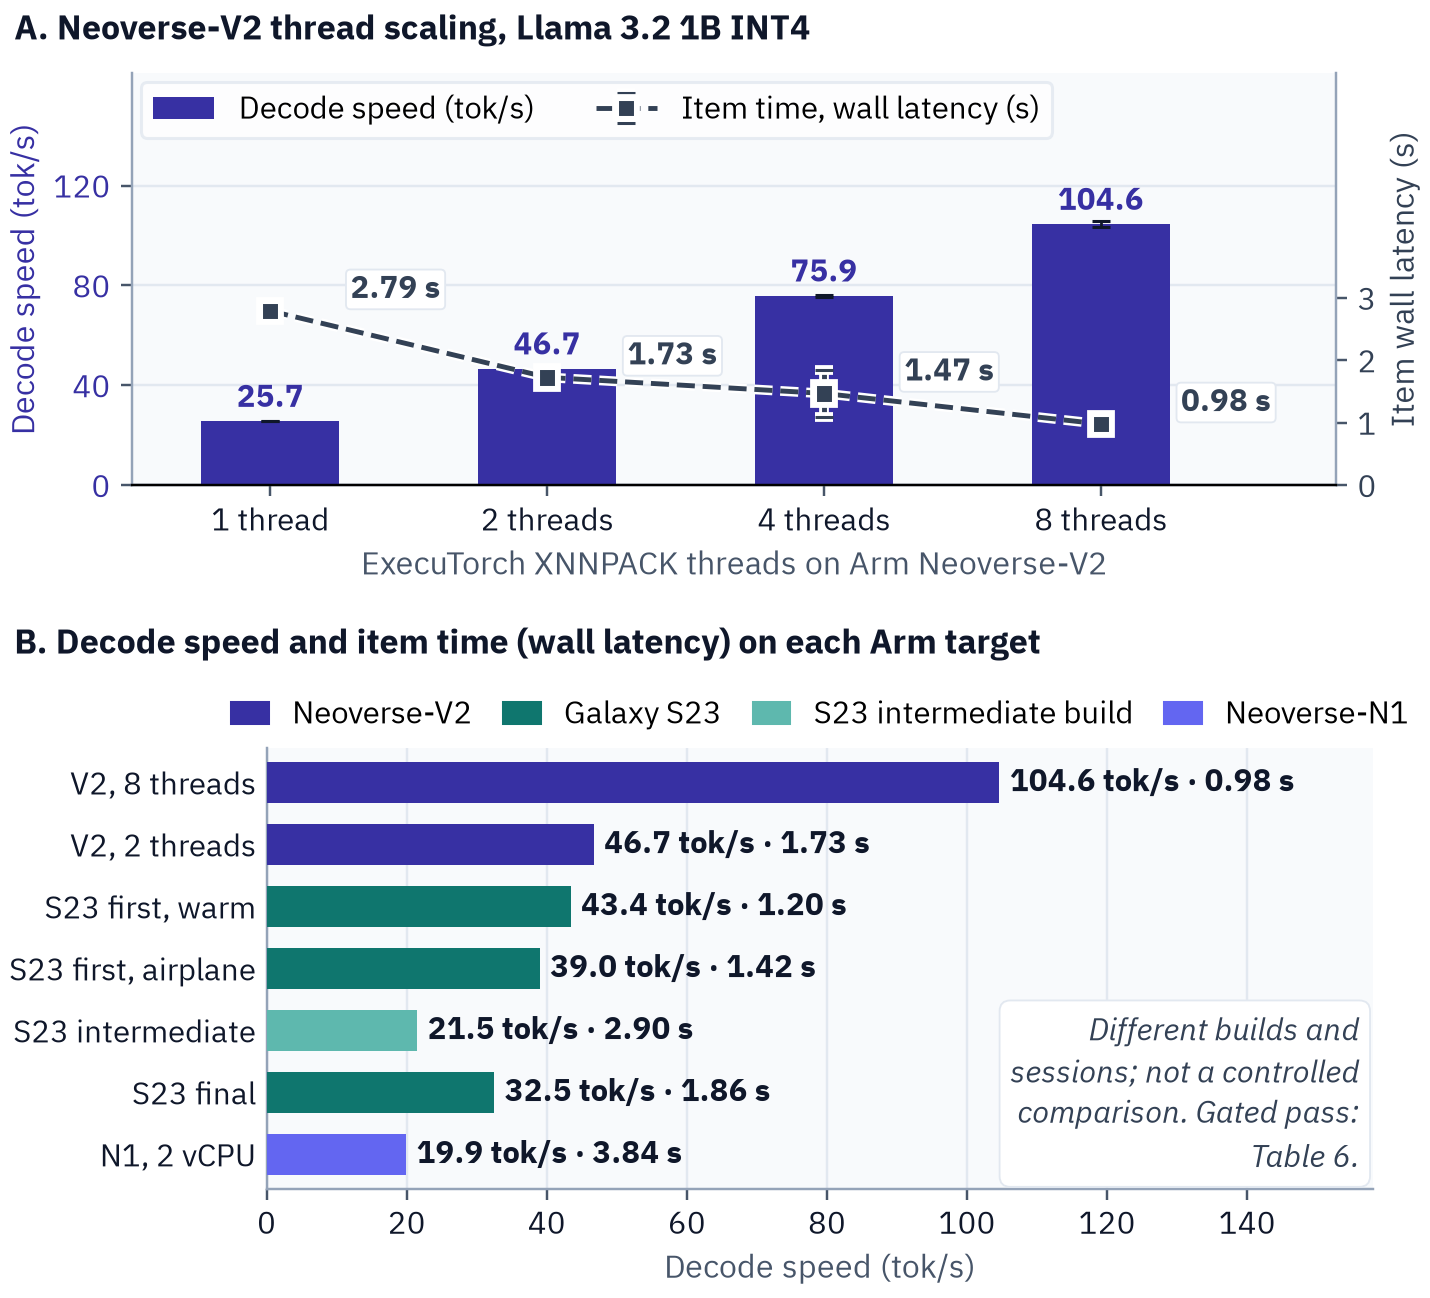 A. Neoverse-V2 thread scaling, Llama 3.2 1B INT4
Decode speed (tok/s)
Item time, wall latency (s)
Decode speed (tok/s)
120
80
40
0
25.7
46.7
75.9
104.6
2.79 s
1.73 s
1.47 s
0.98 s
3
2
1
0
Item wall latency (s)
1 thread
2 threads
4 threads
8 threads
ExecuTorch XNNPACK threads on Arm Neoverse-V2
B. Decode speed and item time (wall latency) on each Arm target
Neoverse-V2
Galaxy S23
S23 intermediate build
Neoverse-N1
V2, 8 threads
104.6 tok/s · 0.98 s
V2, 2 threads
46.7 tok/s · 1.73 s
S23 first, warm
43.4 tok/s · 1.20 s
S23 first, airplane
39.0 tok/s · 1.42 s
S23 intermediate
21.5 tok/s · 2.90 s
S23 final
32.5 tok/s · 1.86 s
N1, 2 vCPU
19.9 tok/s · 3.84 s
Different builds and
sessions; not a controlled
comparison. Gated pass:
Table 6.
0
20
40
60
80
100
120
140
Decode speed (tok/s)